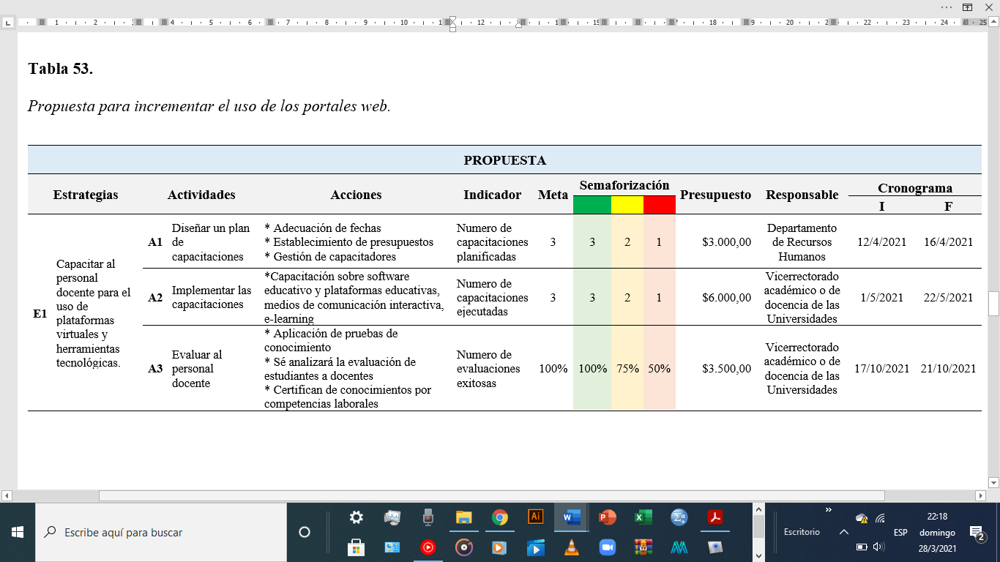 Tabla 53.
Propuesta para incrementar el uso de los portales web.
PROPUESTA
Estrategias
Actividades
Acciones
Indicador
Meta
Semaforización
Presupuesto
Responsable
Cronograma
I
F
E1
Capacitar al
personal
docente para el
uso de
plataformas
virtuales y
herramientas
tecnológicas.
A1
Diseñar un plan
de
capacitaciones
* Adecuación de fechas
* Establecimiento de presupuestos
* Gestión de capacitadores
Numero de
capacitaciones
planificadas
3
3
2
1
$3.000,00
Departamento
de Recursos
Humanos
12/4/2021
16/4/2021
A2
Implementar las
capacitaciones
*Capacitación sobre software
educativo y plataformas educativas,
medios de comunicación interactiva,
e-learning
Numero de
capacitaciones
ejecutadas
3
3
2
1
$6.000,00
Vicerrectorado
académico o de
docencia de las
Universidades
1/5/2021
22/5/2021
A3
Evaluar al
personal
docente
* Aplicación de pruebas de
conocimiento
* Sé analizará la evaluación de
estudiantes a docentes
* Certifican de conocimientos por
competencias laborales
Numero de
evaluaciones
exitosas
100%
100%
75%
50%
$3.500,00
Vicerrectorado
académico o de
docencia de las
Universidades
17/10/2021
21/10/2021
Escribe aquí para buscar
Escritorio
ESP
22:18
domingo
28/3/2021
2